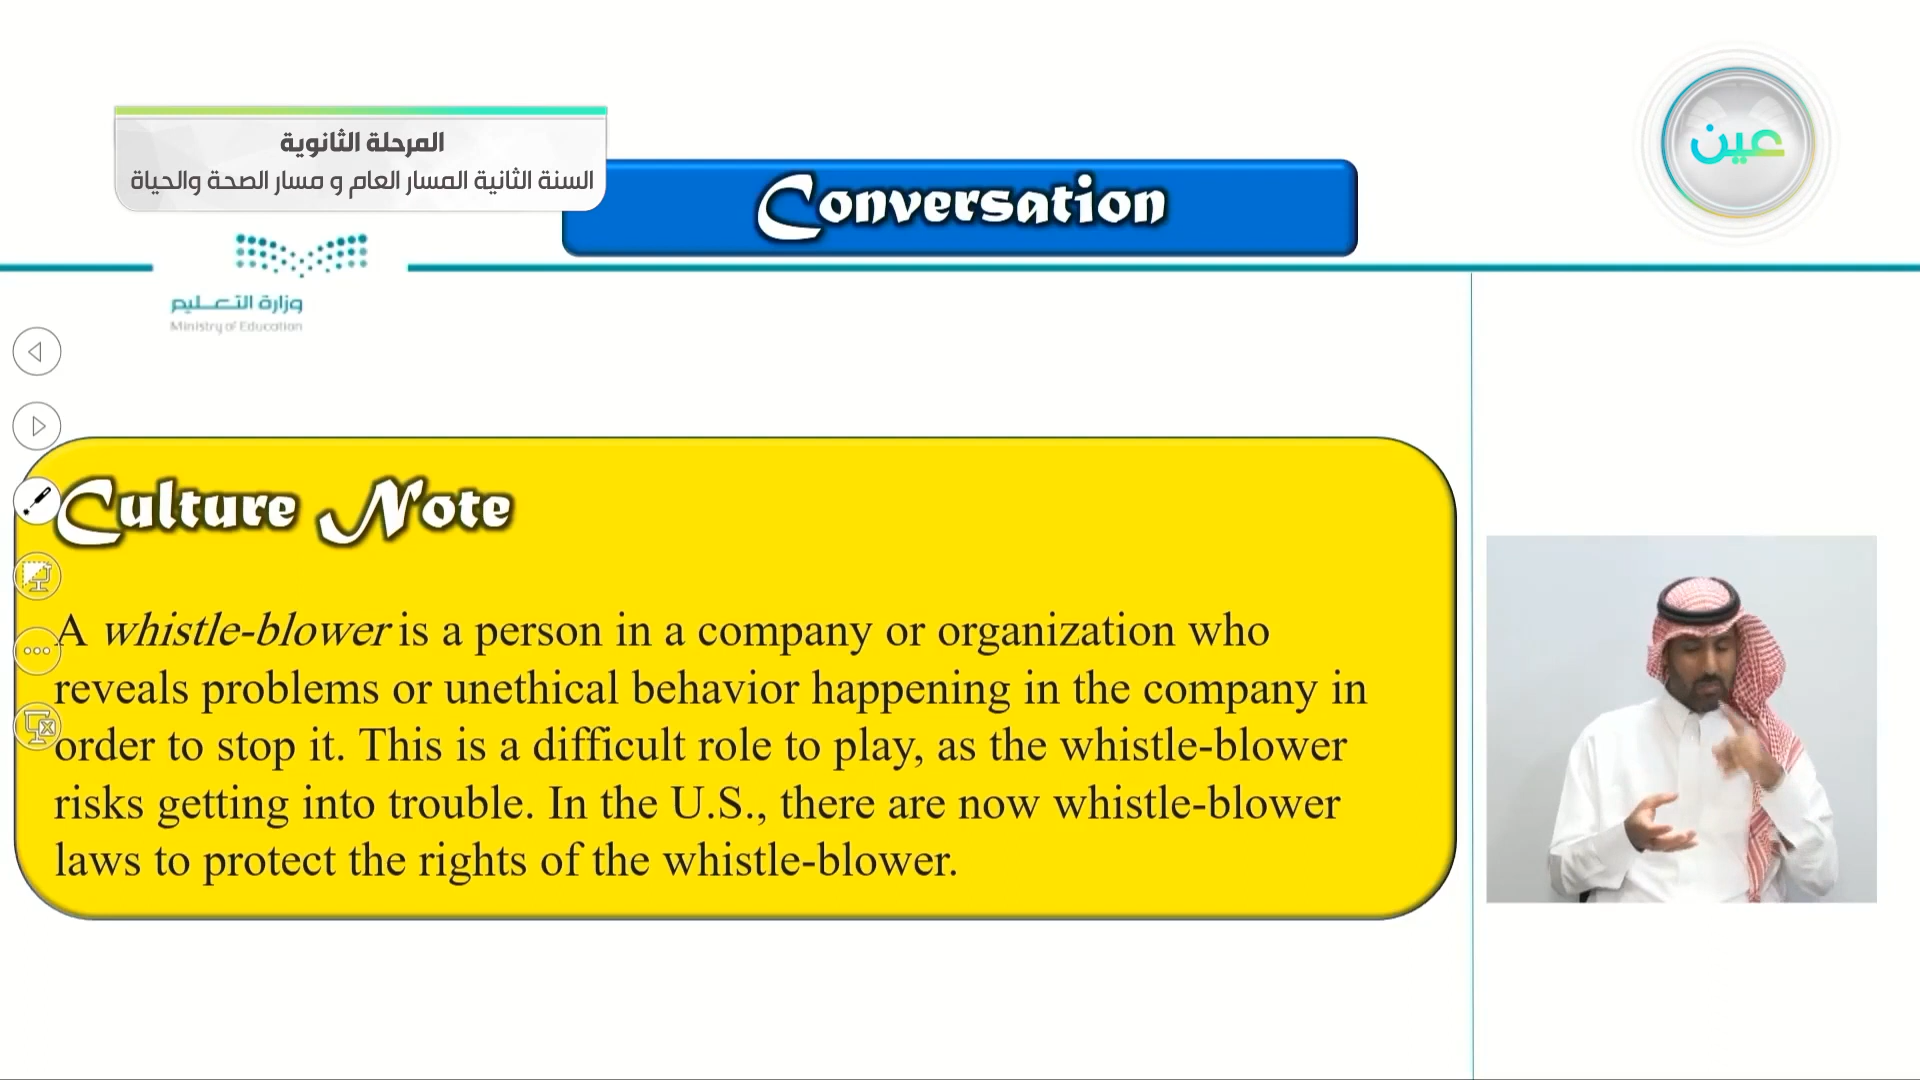 المرحلة الثانوية
السنة الثانية المسار العام و مسار الصحة والحياة
عين
Conversation
وزارة التعليم
Ministry of Education
Culture Note
A whistle-blower is a person in a company or organization who
reveals problems or unethical behavior happening in the company in
order to stop it. This is a difficult role to play, as the whistle-blower
risks getting into trouble. In the U.S., there are now whistle-blower
laws to protect the rights of the whistle-blower.